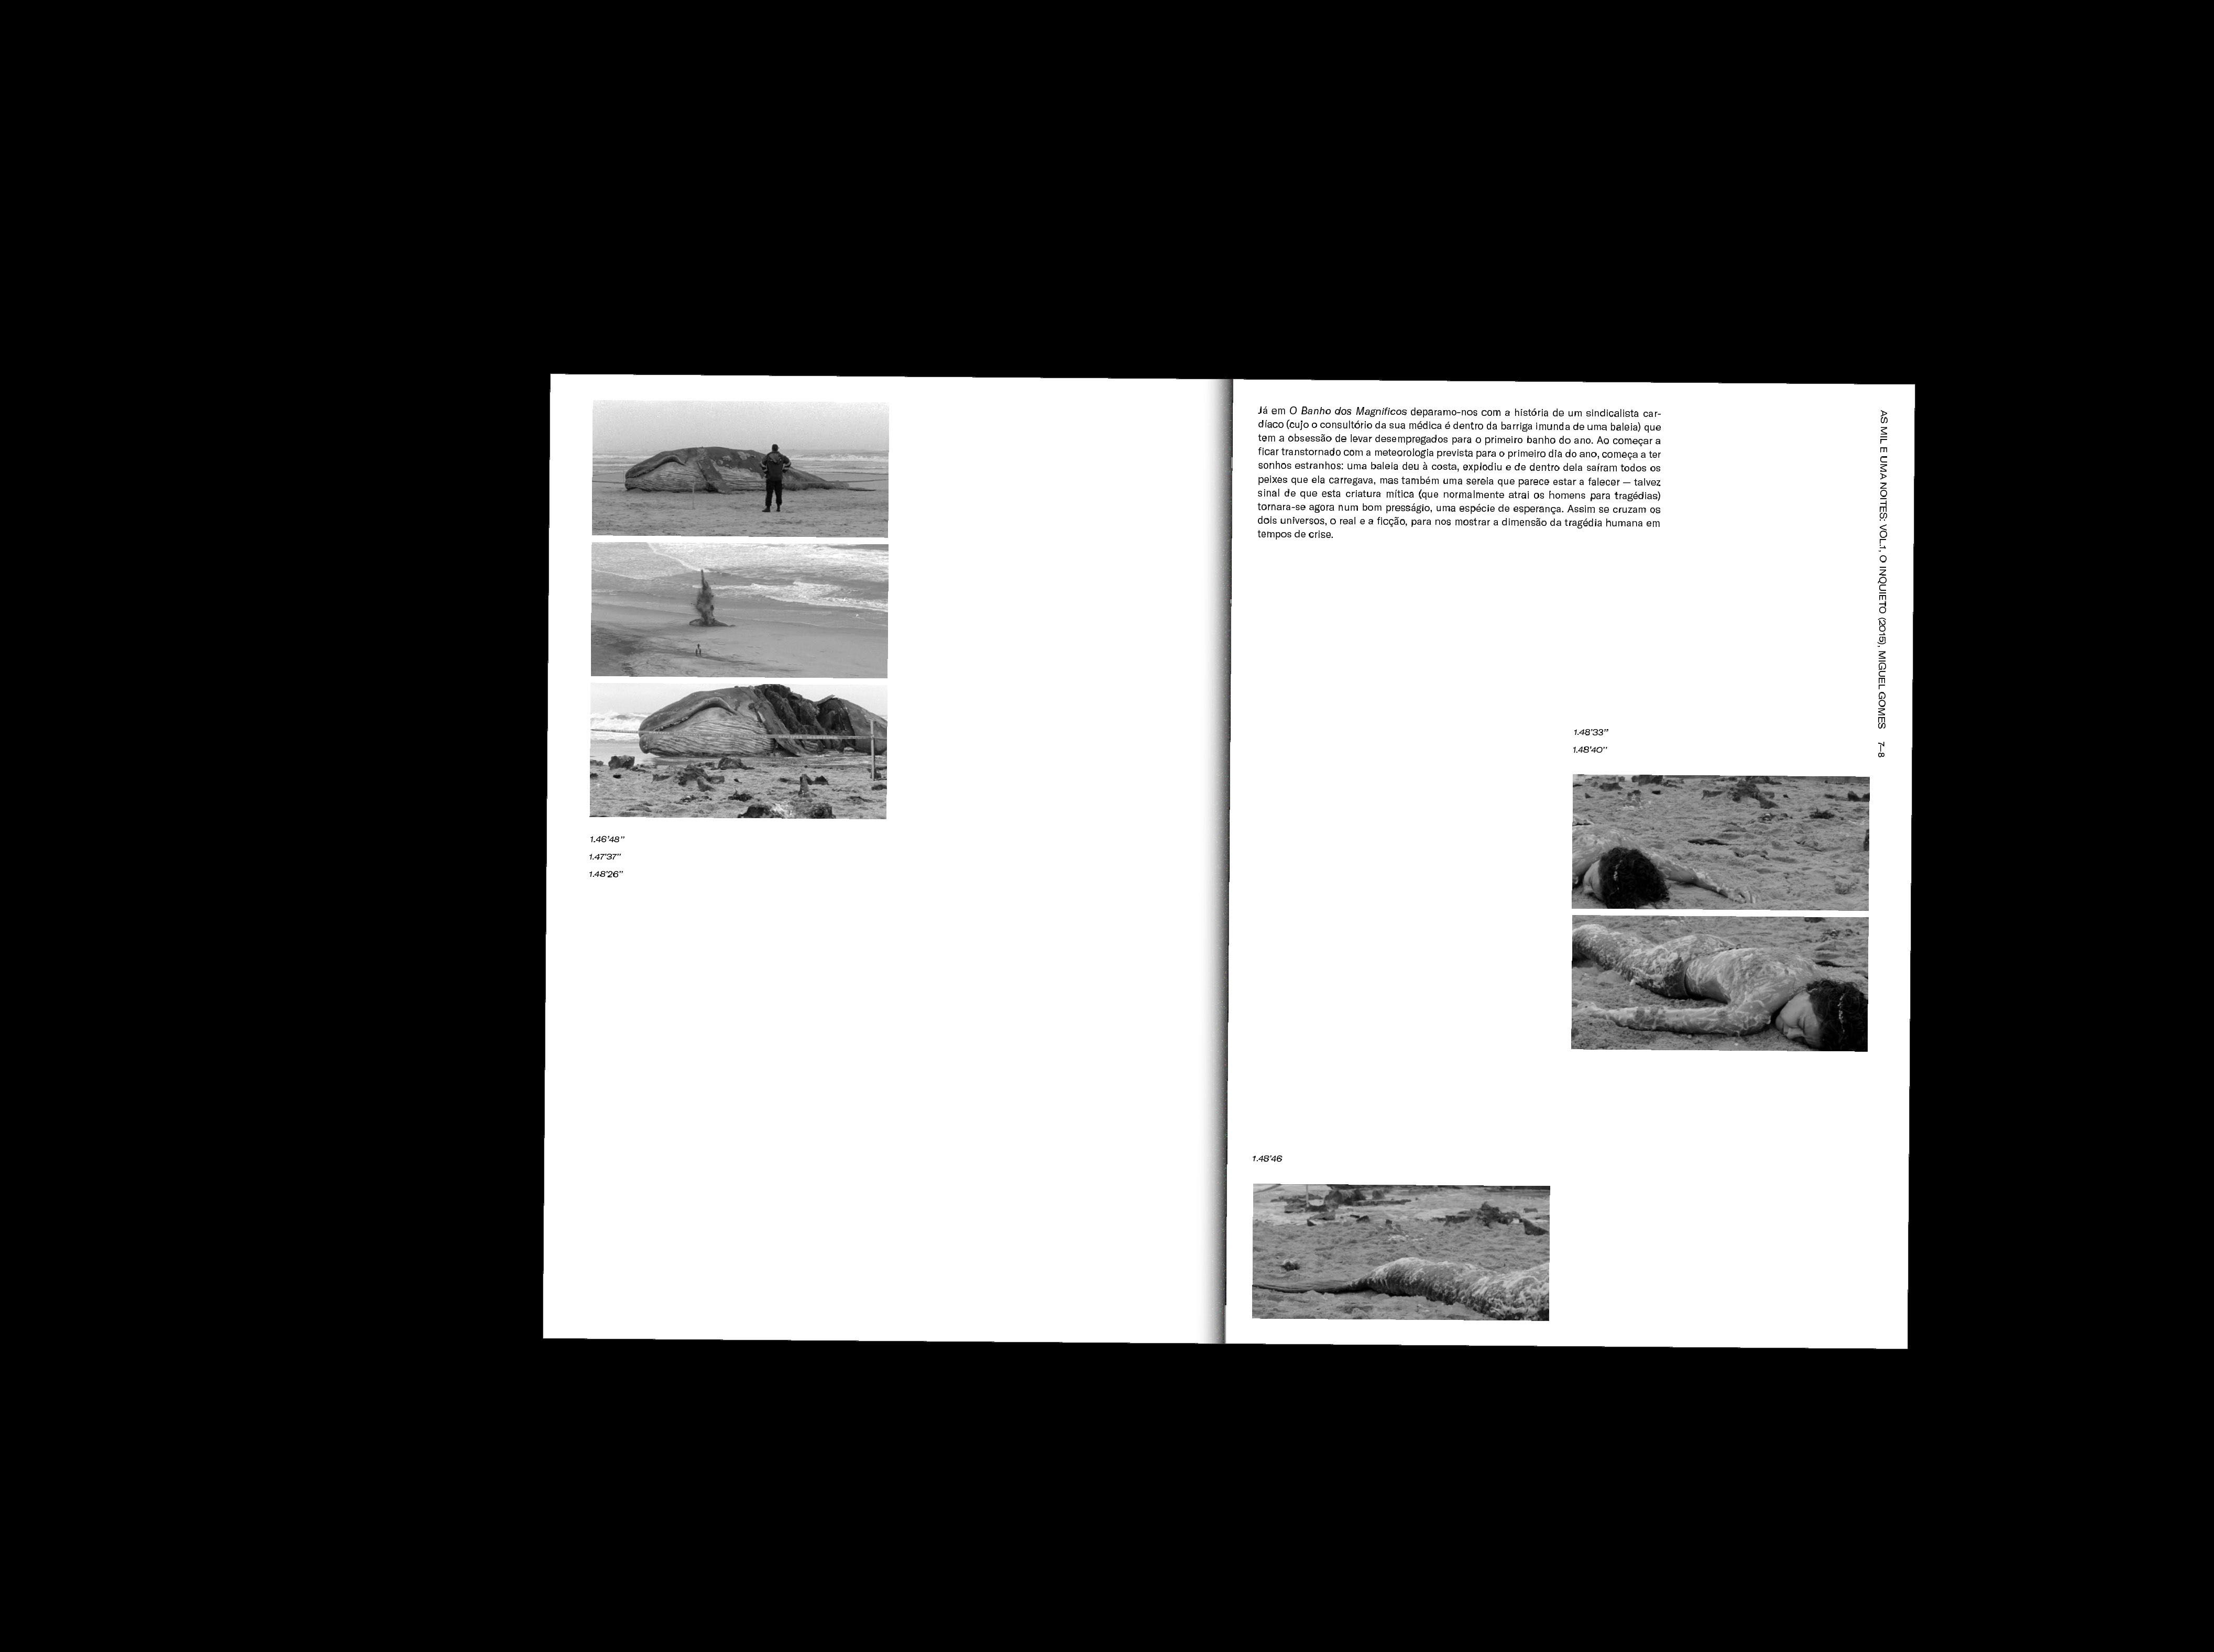 1.46'48''
1.47'37''
1.48'26''
Já em O Banho dos Magníficos deparamo-nos com a história de um sindicalista car-
díaco (cujo o consultório da sua médica é dentro da barriga imunda de uma baleia) que
tem a obsessão de levar desempregados para o primeiro banho do ano. Ao começar a
ficar transtornado com a meteorologia prevista para o primeiro dia do ano, começa a ter
sonhos estranhos: uma baleia deu à costa, explodiu e de dentro dela saíram todos os
peixes que ela carregava, mas também uma sereia que parece estar a falecer — talvez
sinal de que esta criatura mítica (que normalmente atrai os homens para tragédias)
tornara-se agora num bom presságio, uma espécie de esperança. Assim se cruzam os
dois universos, o real e a ficção, para nos mostrar a dimensão da tragédia humana em
tempos de crise.
AS MIL E UMA NOITES: VOL.1, O INQUIETO (2015), MIGUEL GOMES 7–8
1.48'33''
1.48'40''
1.48'46